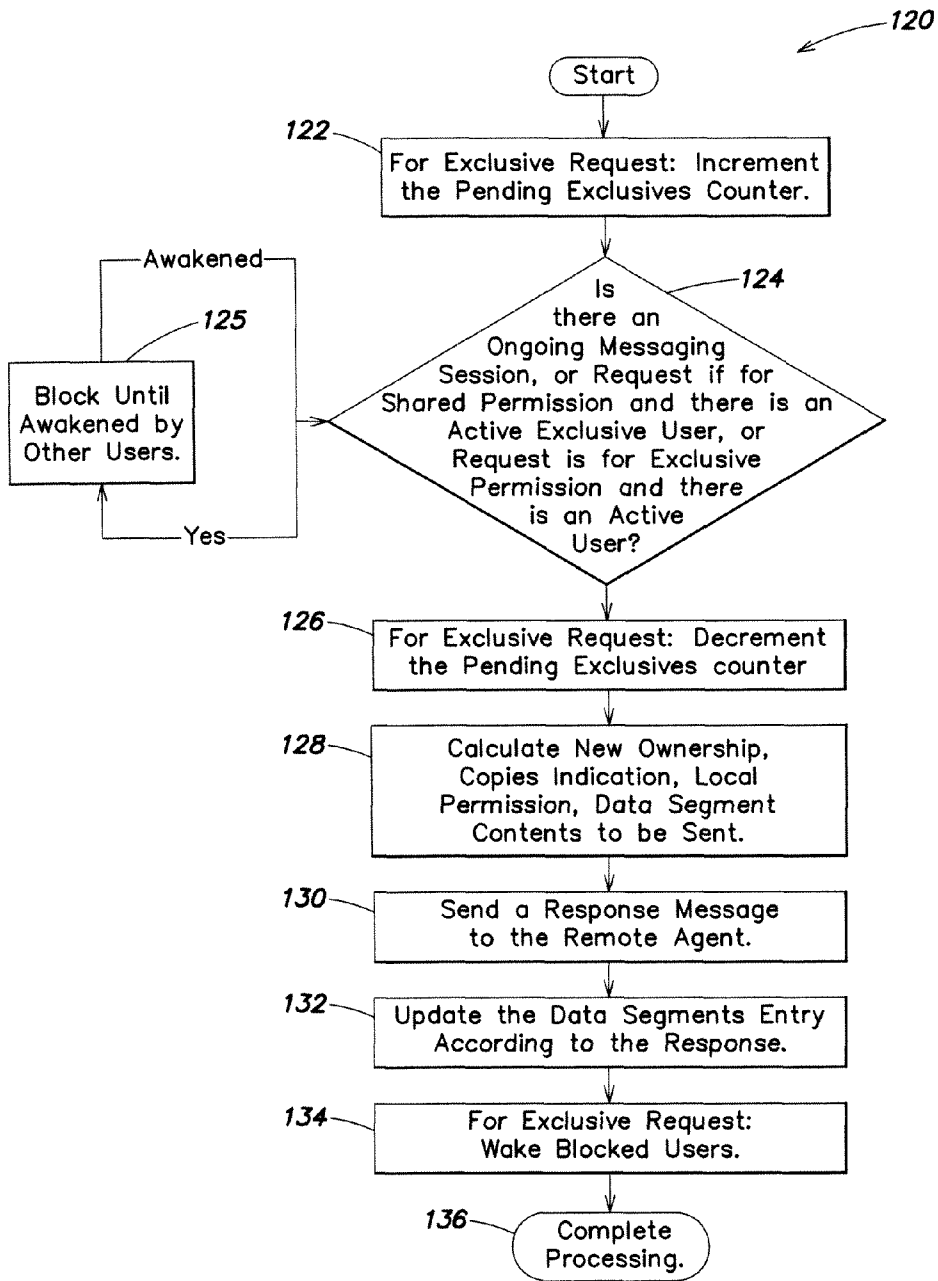 120
Start
122
For Exclusive Request: Increment
the Pending Exclusives Counter.
Awakened
124
125
Is
there an
Ongoing Messaging
Session, or Request if for
Shared Permission and there is an
Active Exclusive User, or
Request is for Exclusive
Permission and there
is an Active
User?
Block Until
Awakened by
Other Users.
Yes
126
For Exclusive Request: Decrement
the Pending Exclusives counter
128
Calculate New Ownership,
Copies Indication, Local
Permission, Data Segment
Contents to be Sent.
130
Send a Response Message
to the Remote Agent.
132
Update the Data Segments Entry
According to the Response.
134
For Exclusive Request:
Wake Blocked Users.
136
Complete
Processing.